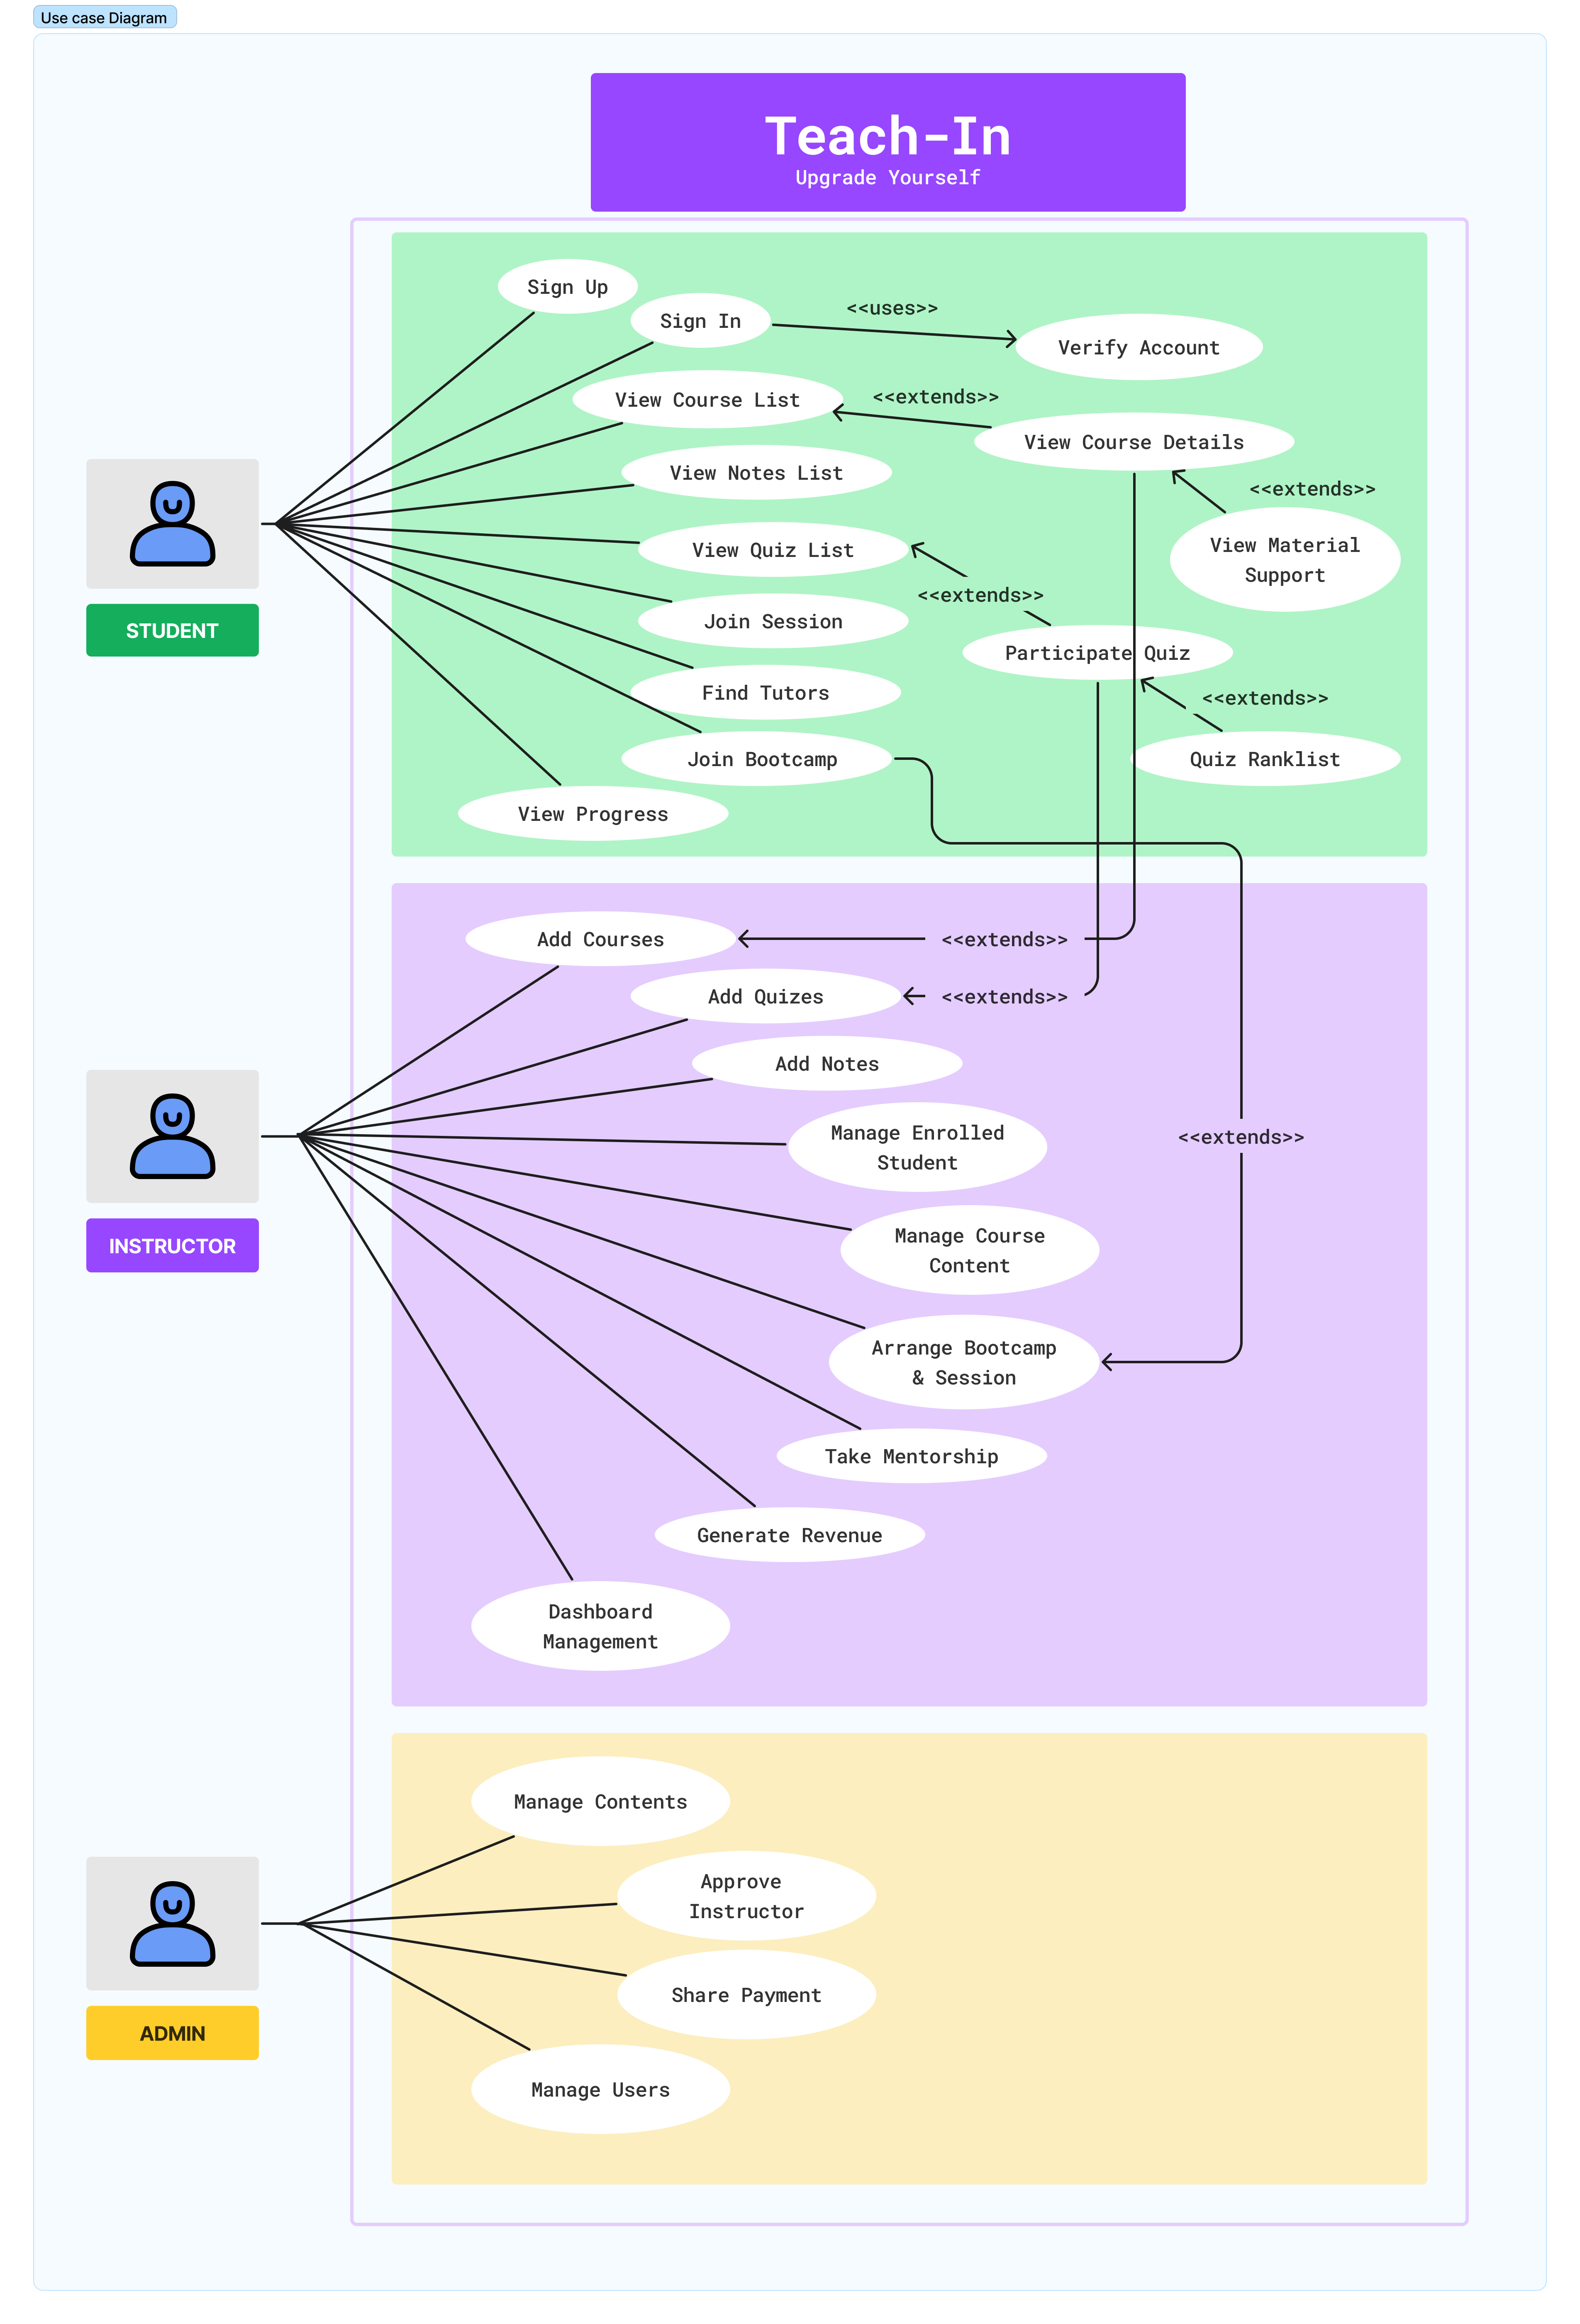 Use case Diagram
Teach-In
Upgrade Yourself
Sign Up
Sign In
<<uses>>
Verify Account
View Course List
<<extends>>
View Course Details
View Notes List
<<extends>>
View Quiz List
View Material
Support
<<extends>>
Join Session
STUDENT
Participate Quiz
Find Tutors
<<extends>>
Join Bootcamp
Quiz Ranklist
View Progress
Add Courses
<<extends>>
Add Quizes
<<extends>>
Add Notes
Manage Enrolled
Student
<<extends>>
INSTRUCTOR
Manage Course
Content
Arrange Bootcamp
& Session
Take Mentorship
Generate Revenue
Dashboard
Management
Manage Contents
Approve
Instructor
Share Payment
ADMIN
Manage Users